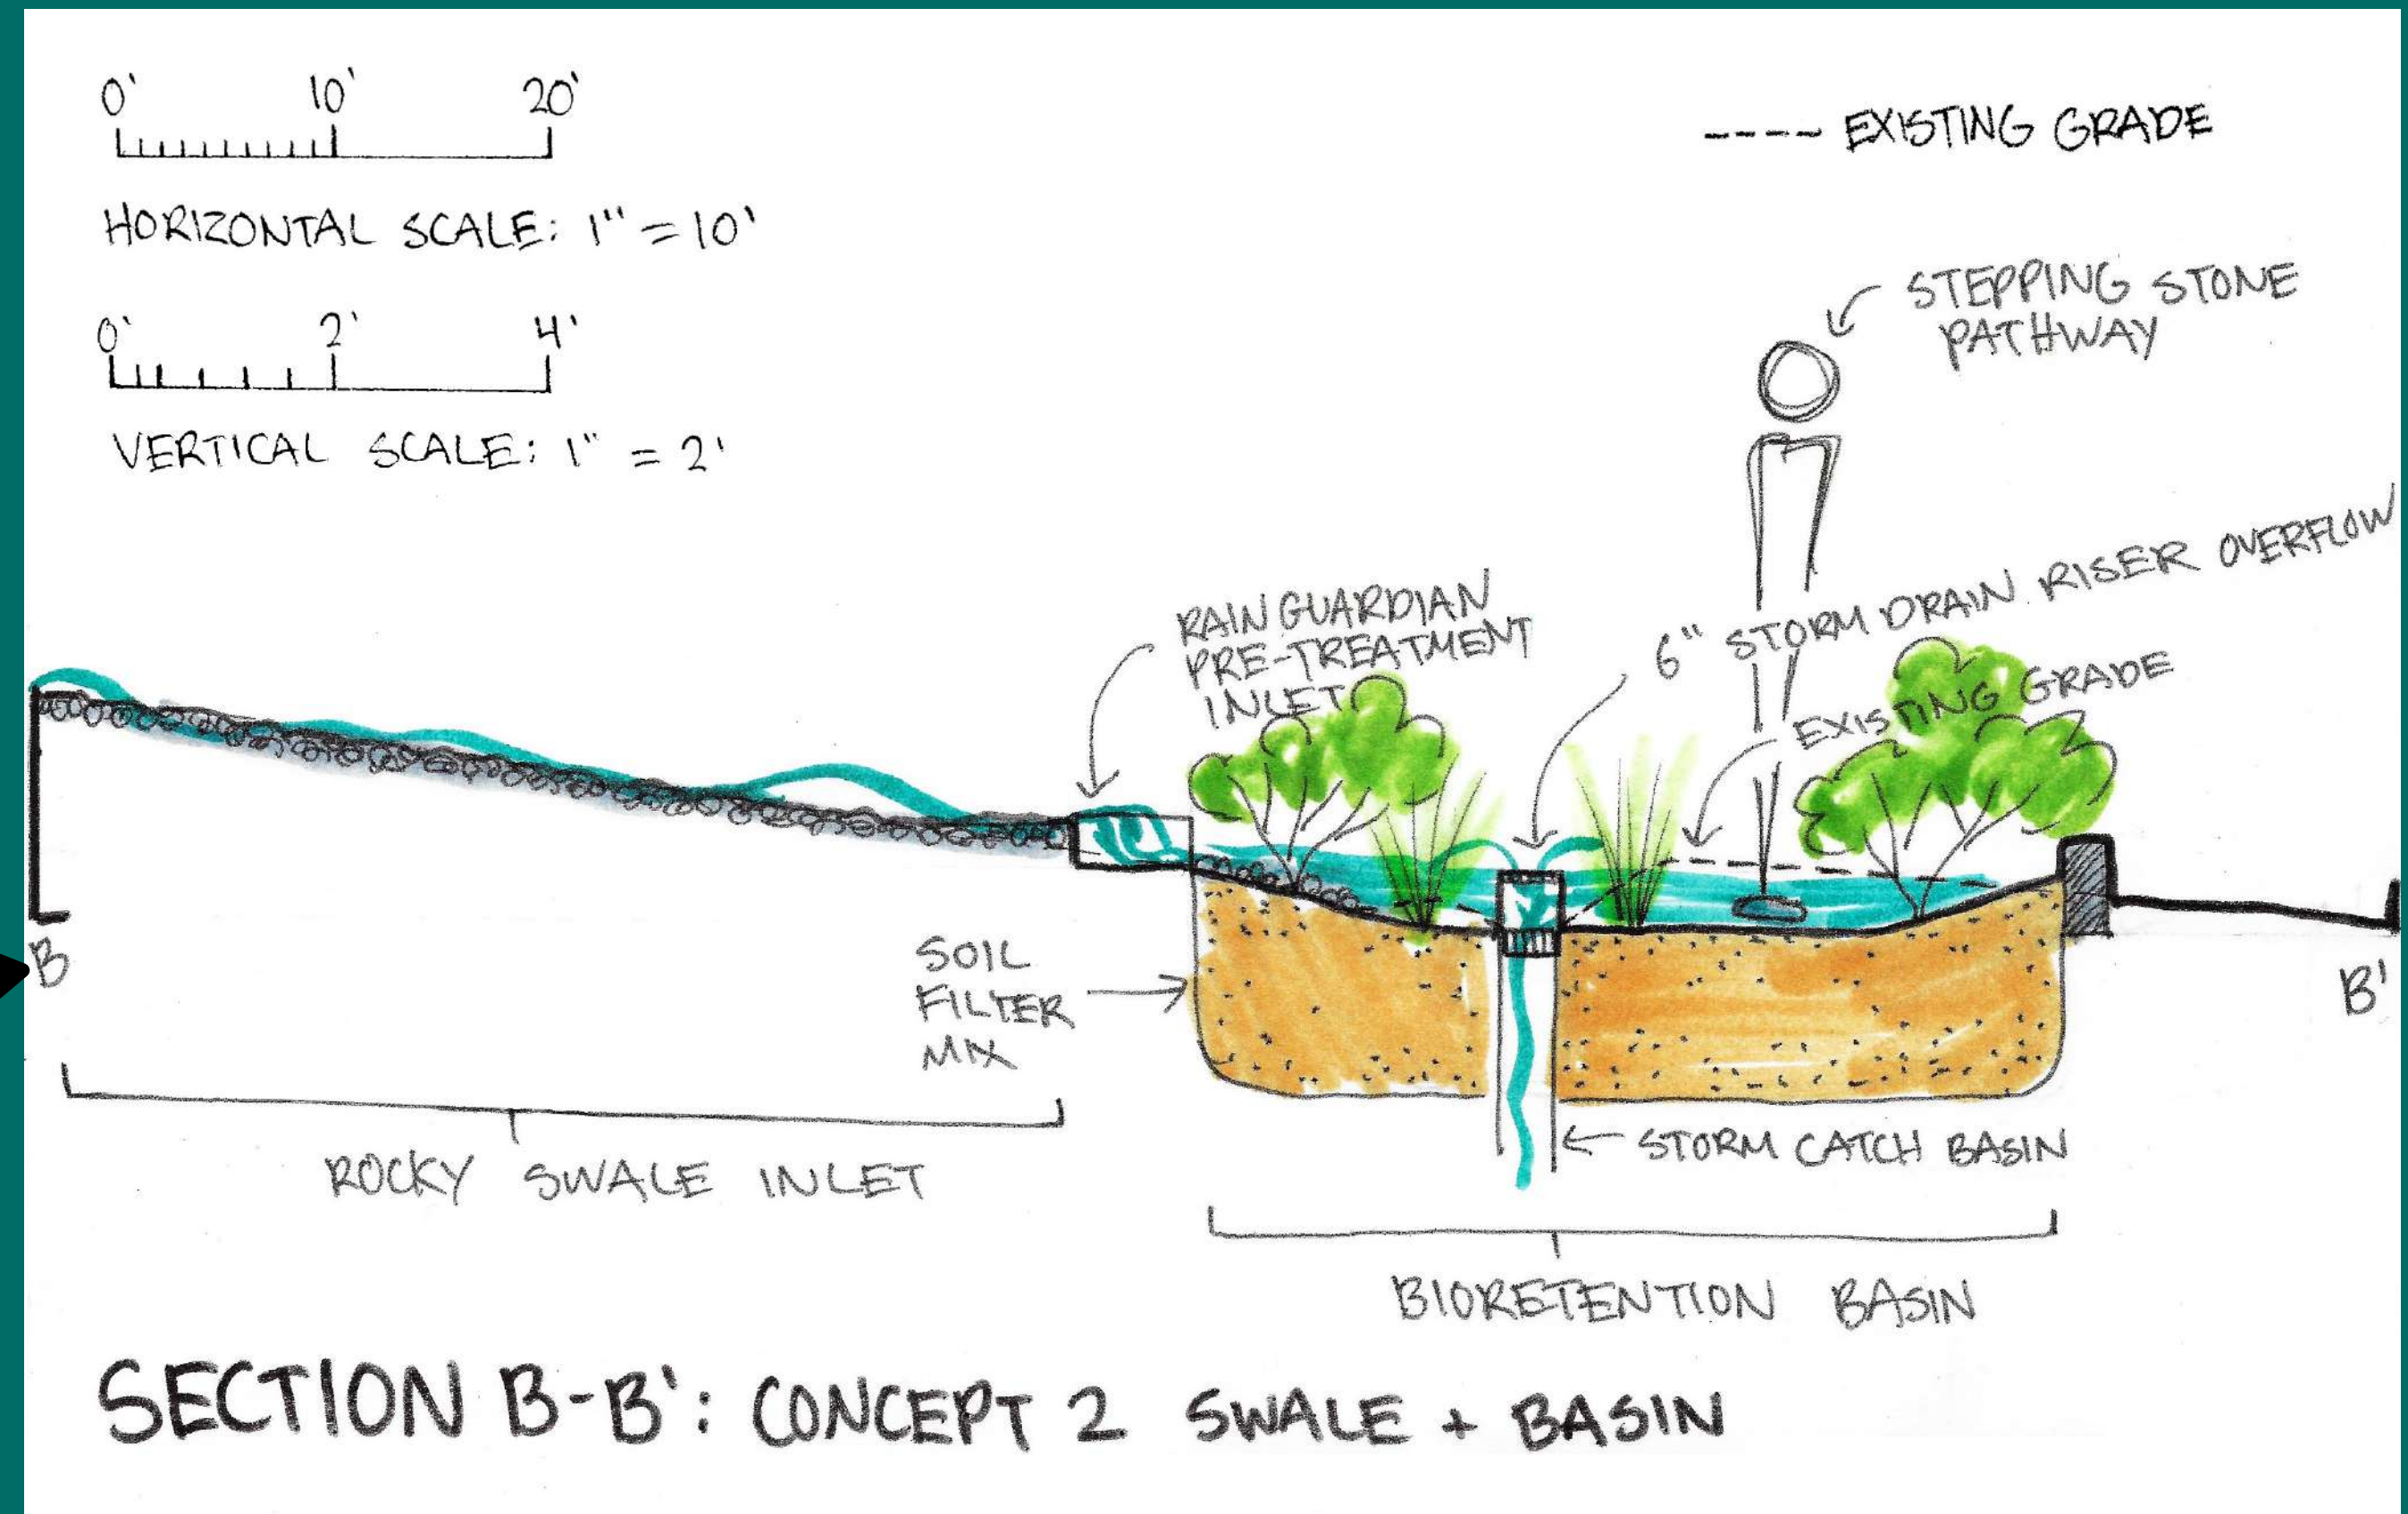 0' 10' 20'
HORIZONTAL SCALE: 1" = 10'
0' 2' 4'
VERTICAL SCALE: 1" = 2'
---- EXISTING GRADE
STEPPING STONE
PATHWAY
RAIN GUARDIAN
PRE-TREATMENT
INLET
6" STORM DRAIN RISER OVERFLOW
EXISTING GRADE
B
B'
SOIL
FILTER
MIX
STORM CATCH BASIN
ROCKY SWALE INLET
BIORETENTION BASIN
SECTION B-B': CONCEPT 2 SWALE + BASIN